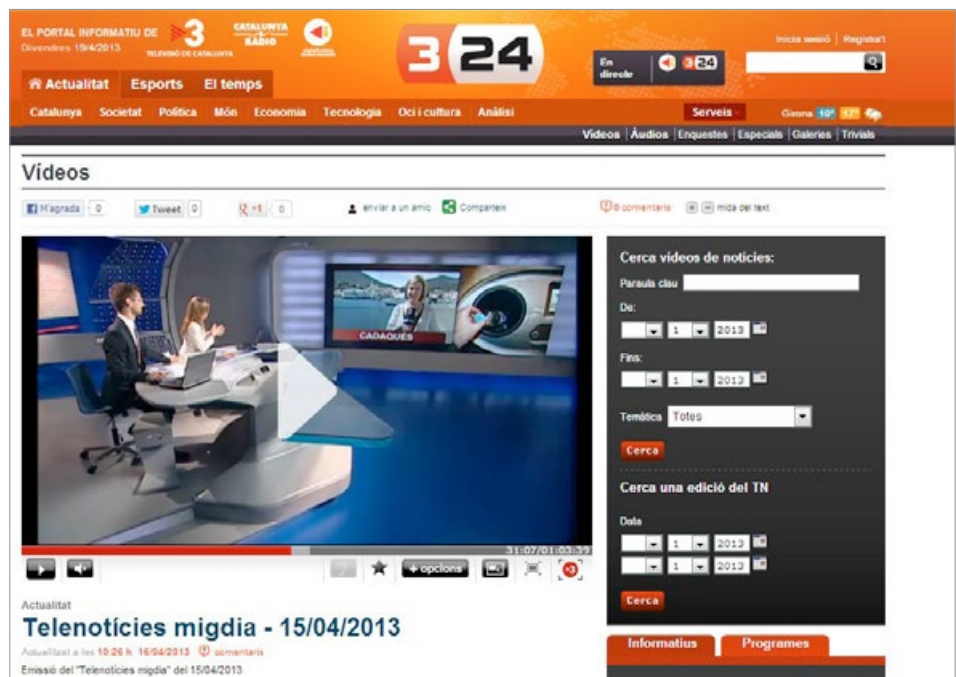 EL PORTAL INFORMATIU DE
Divendres 19/4/2013
3
TELEVISIÓ DE CATALUNYA
CATALUNYA
RÀDIO
3 24
En
directe
3 24
Inicia sessió | Registra't
Actualitat Esports El temps
Catalunya Societat Política Món Economia Tecnologia Oci i cultura Anàlisi
Serveis
Girona 10° 17°
Vídeos | Àudios | Enquestes | Especials | Galeries | Trivials
Vídeos
M'agrada 0
Tweet 0
+1 0
enviar a un amic
Comparteix
0 comentaris
mida del text
CADAQUÉS
31:07/01:03:39
+ opcions
Cerca vídeos de notícies:
Paraula clau
De:
1 2013
Fins:
1 2013
Temàtica Totes
Cerca
Cerca una edició del TN
Data
1 2013
1 2013
Cerca
Informatius Programes
Actualitat
Telenotícies migdia - 15/04/2013
Actualitzat a les 10:26 h 16/04/2013 comentaris
Emissió del "Telenotícies migdia" del 15/04/2013